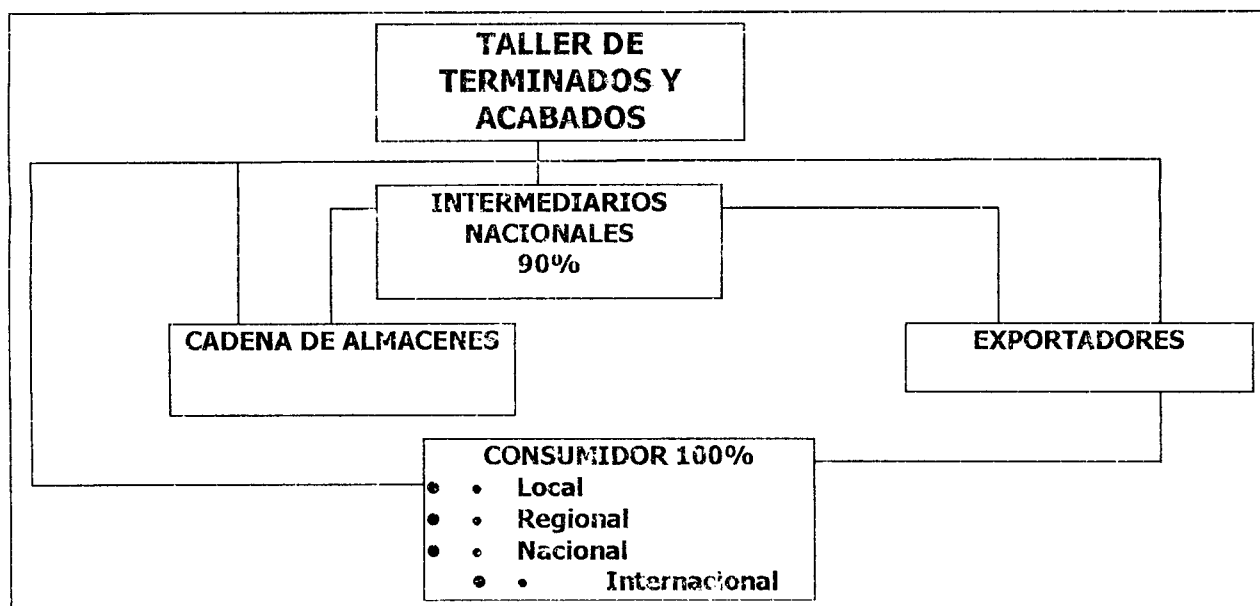 TALLER DE
TERMINADOS Y
ACABADOS
INTERMEDIARIOS
NACIONALES
90%
CADENA DE ALMACENES
EXPORTADORES
CONSUMIDOR 100%
• • Local
• • Regional
• • Nacional
• • Internacional